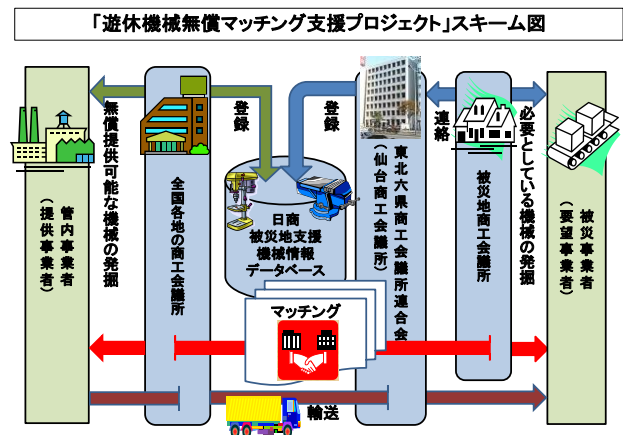 「遊休機械無償マッチング支援プロジェクト」スキーム図
管内事業者
（提供事業者）
無償提供可能な機械の発掘
全国各地の商工会議所
登録
登録
日商
被災地支援
機械情報
データベース
東北六県商工会議所連合会
（仙台商工会議所）
連絡
被災地商工会議所
必要としている機械の発掘
被災事業者
（要望事業者）
マッチング
輸送